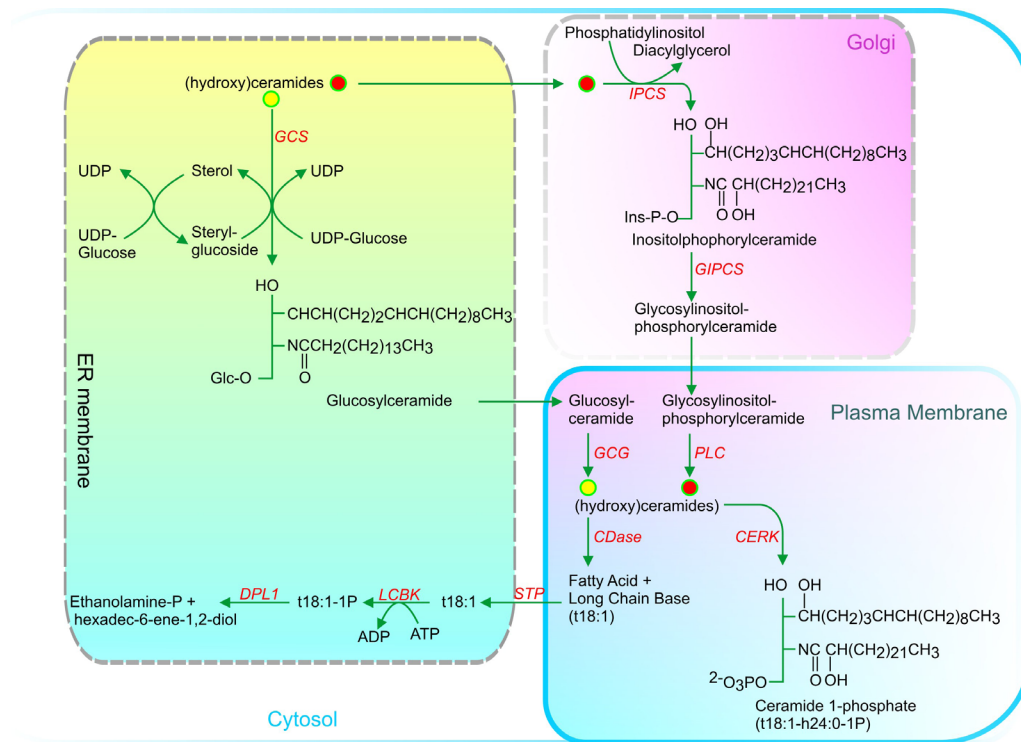 Phosphatidylinositol
Diacylglycerol
Golgi
(hydroxy)ceramides
IPCS
GCS
HO OH
CH(CH2)3CHCH(CH2)8CH3
UDP
Sterol
UDP
NC CH(CH2)21CH3
O OH
Ins-P-O
UDP-
Glucose
Steryl-
glucoside
UDP-Glucose
Inositolphophorylceramide
GIPCS
HO
CHCH(CH2)2CHCH(CH2)8CH3
Glycosylinositol-
phosphorylceramide
NCCH2(CH2)13CH3
O
Glc-O
ER membrane
Glucosylceramide
Glucosyl-
ceramide
Glycosylinositol-
phosphorylceramide
Plasma Membrane
GCG
PLC
(hydroxy)ceramides)
CDase
CERK
Fatty Acid +
Long Chain Base
(t18:1)
STP
t18:1
LCBK
ADP
ATP
t18:1-1P
DPL1
Ethanolamine-P +
hexadec-6-ene-1,2-diol
HO OH
CH(CH2)3CHCH(CH2)8CH3
NC CH(CH2)21CH3
O OH
2-O3PO
Ceramide 1-phosphate
(t18:1-h24:0-1P)
Cytosol